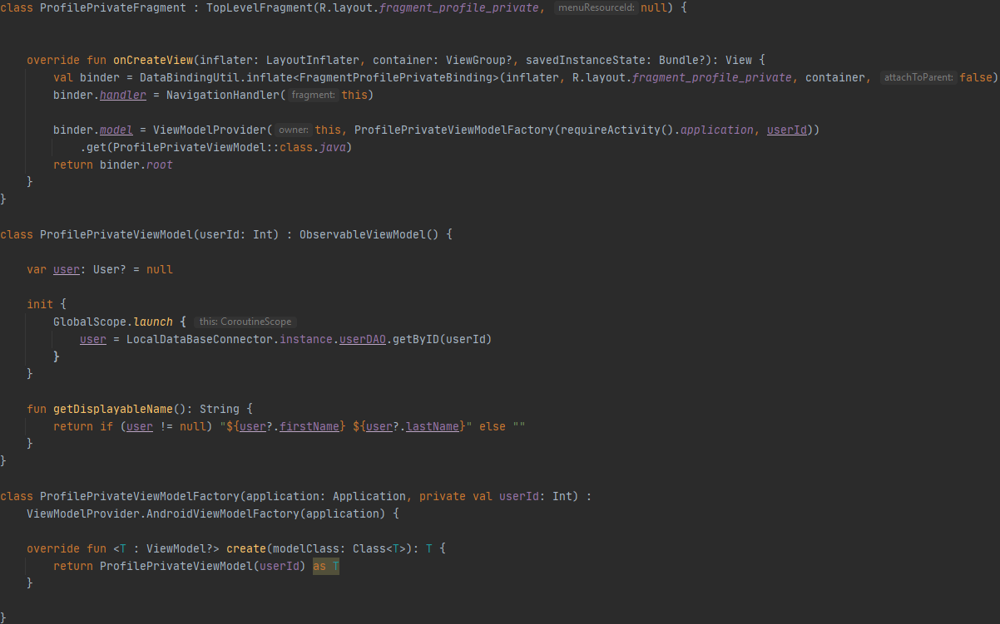 class ProfilePrivateFragment : TopLevelFragment(R.layout.fragment_profile_private, menuResourceId: null) {
    override fun onCreateView(inflater: LayoutInflater, container: ViewGroup?, savedInstanceState: Bundle?): View {
        val binder = DataBindingUtil.inflate<FragmentProfilePrivateBinding>(inflater, R.layout.fragment_profile_private, container, attachToParent: false)
        binder.handler = NavigationHandler( fragment: this)
        binder.model = ViewModelProvider( owner: this, ProfilePrivateViewModelFactory(requireActivity().application, userId))
            .get(ProfilePrivateViewModel::class.java)
        return binder.root
    }
}
class ProfilePrivateViewModel(userId: Int) : ObservableViewModel() {
    var user: User? = null
    init {
        GlobalScope.launch { this: CoroutineScope
            user = LocalDataBaseConnector.instance.userDAO.getByID(userId)
        }
    }
    fun getDisplayableName(): String {
        return if (user != null) "${user?.firstName} ${user?.lastName}" else ""
    }
}
class ProfilePrivateViewModelFactory(application: Application, private val userId: Int) :
    ViewModelProvider.AndroidViewModelFactory(application) {
    override fun <T : ViewModel?> create(modelClass: Class<T>): T {
        return ProfilePrivateViewModel(userId) as T
    }
}